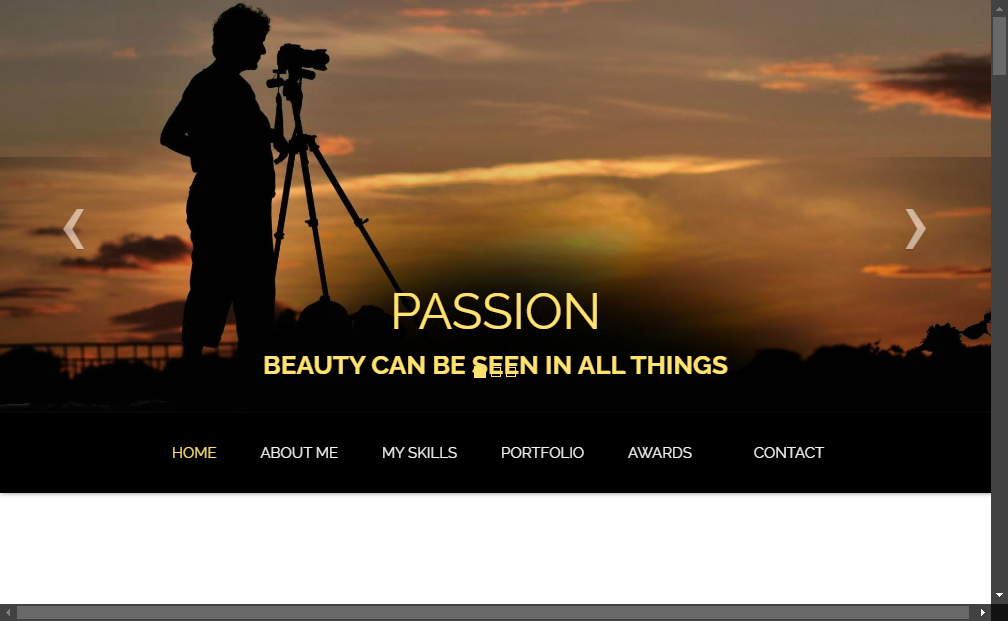 PASSION
BEAUTY CAN BE SEEN IN ALL THINGS
HOME ABOUT ME MY SKILLS PORTFOLIO AWARDS CONTACT